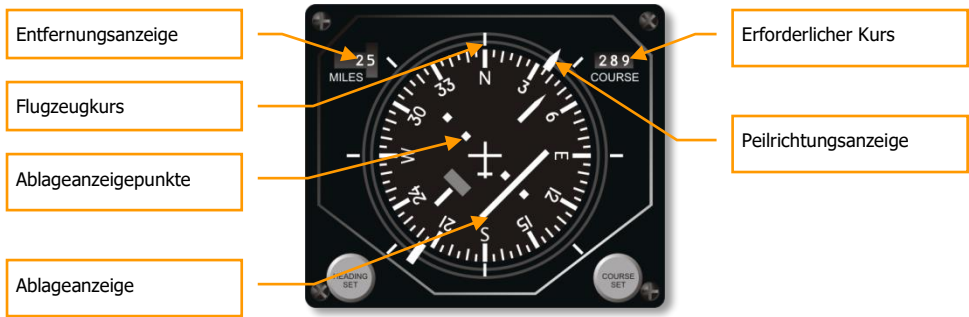 Entfernungsanzeige
Flugzeugkurs
Ablageanzeigepunkte
Ablageanzeige
25
MILES
289
COURSE
N
3
6
E
12
15
S
21
24
W
30
33
HEADING
SET
COURSE
SET
Erforderlicher Kurs
Peilrichtungsanzeige